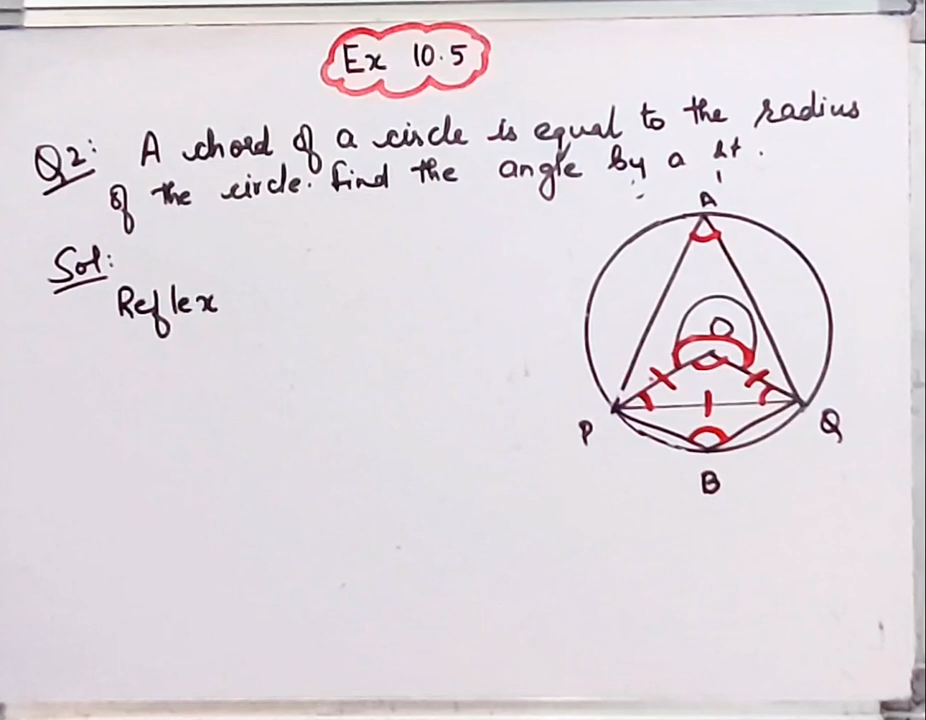 Ex 10.5
Q2: A chord of a circle is equal to the radius
of the circle. find the angle by a
Sol:
Reflex
A
O
P
Q
B